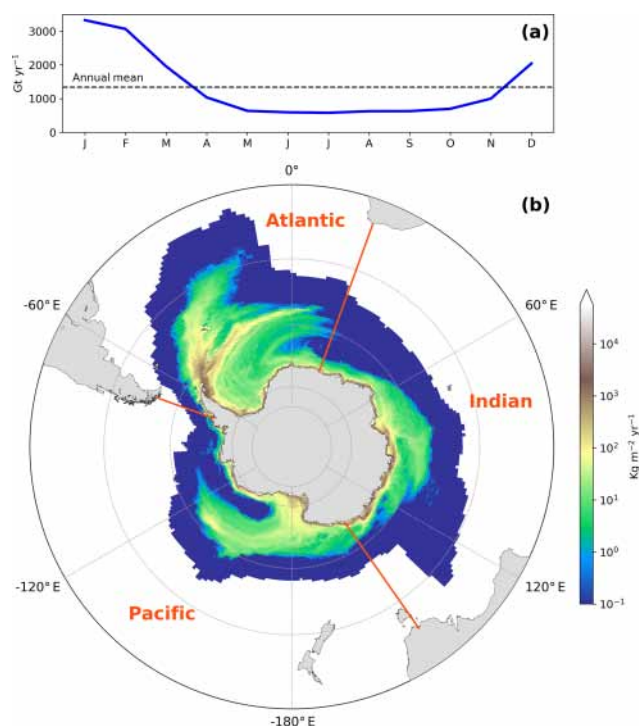 (a)
Gt yr⁻¹
3000
2000
1000
0
Annual mean
J F M A M J J A S O N D
(b)
0°
Atlantic
-60°E
60°E
Indian
-120°E
120°E
Pacific
-180°E
10⁴
10³
10²
10¹
10⁰
10⁻¹
Kg m⁻² yr⁻¹